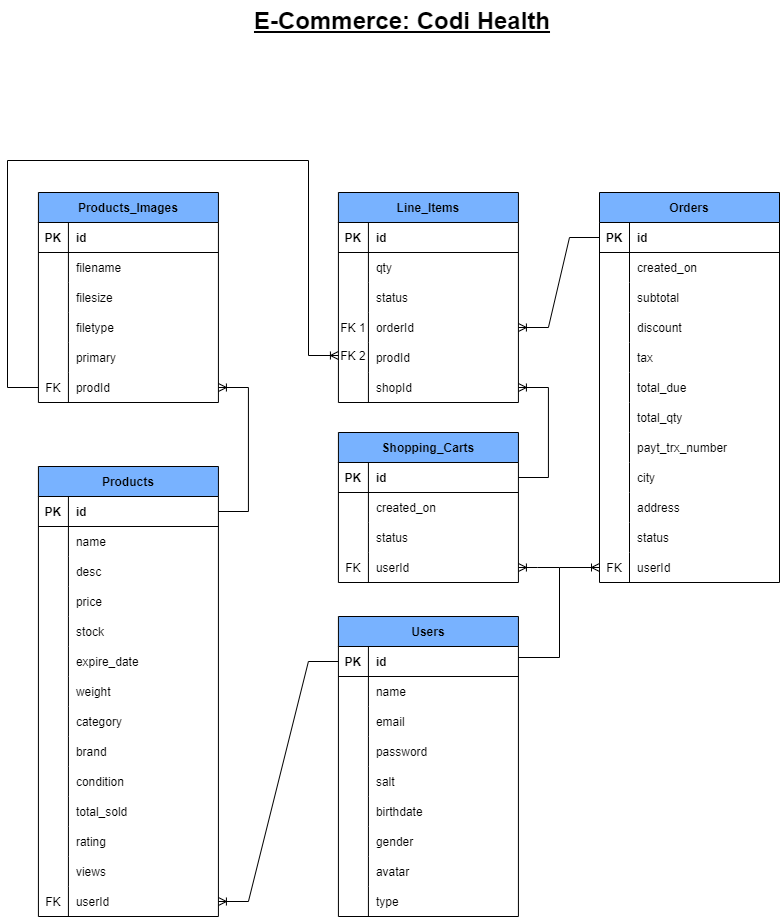 E-Commerce: Codi Health
Products_Images
PK id
filename
filesize
filetype
primary
FK prodId
Line_Items
PK id
qty
status
FK 1 orderId
FK 2 prodId
shopId
Orders
PK id
created_on
subtotal
discount
tax
total_due
total_qty
payt_trx_number
city
address
status
FK userId
Shopping_Carts
PK id
created_on
status
FK userId
Products
PK id
name
desc
price
stock
expire_date
weight
category
brand
condition
total_sold
rating
views
FK userId
Users
PK id
name
email
password
salt
birthdate
gender
avatar
type